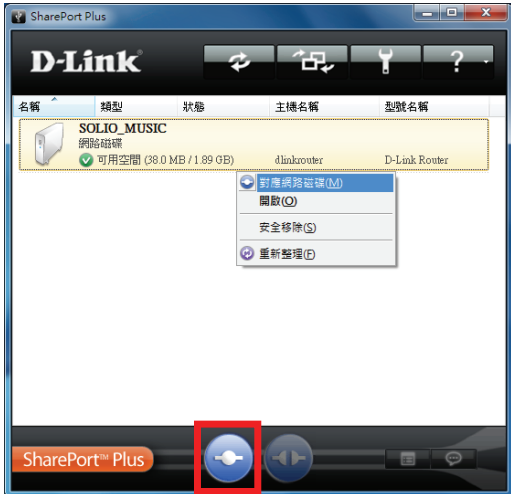 SharePort Plus
D-Link
?
名稱 類型 狀態 主機名稱 型號名稱
SOLIO_MUSIC
網路磁碟
可用空間 (38.0 MB / 1.89 GB) dlinkrouter D-Link Router
對應網路磁碟(M)
開啟(O)
安全移除(S)
重新整理(F)
SharePort™ Plus